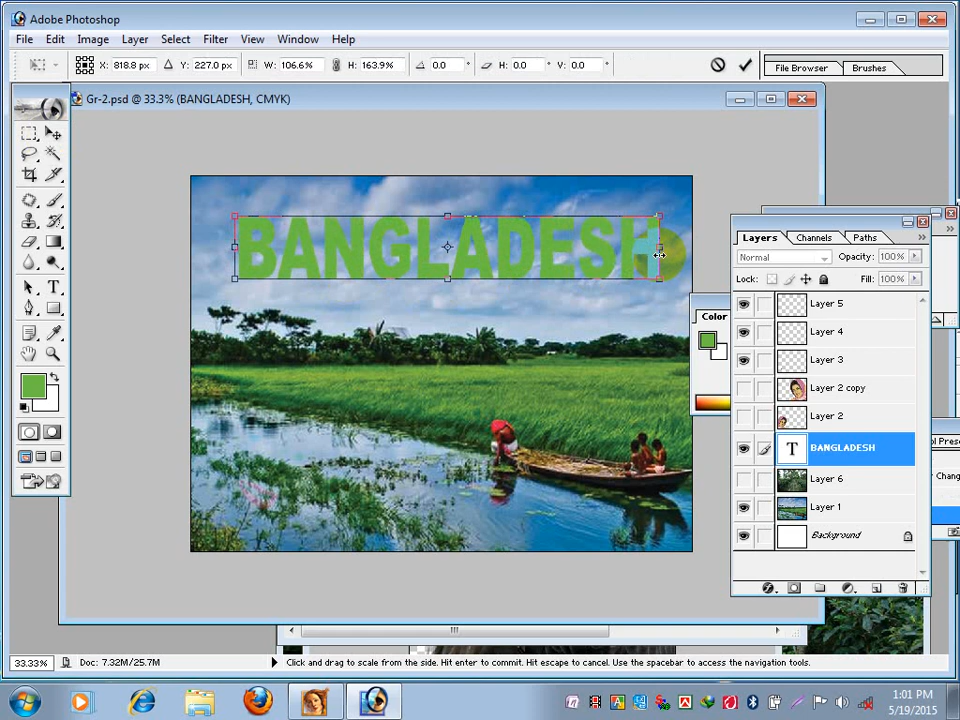 Adobe Photoshop
File Edit Image Layer Select Filter View Window Help
X: 818.8 px Y: 227.0 px W: 106.6% H: 163.9% 0.0 ° H: 0.0 ° V: 0.0 °
File Browser Brushes
Gr-2.psd @ 33.3% (BANGLADESH, CMYK)
BANGLADESH
Layers Channels Paths »
Normal Opacity: 100%
Lock: Fill: 100%
Color
Layer 5
Layer 4
Layer 3
Layer 2 copy
Layer 2
T BANGLADESH
Layer 6
Layer 1
Background
ol Prese
Chang
33.33% Doc: 7.32M/25.7M Click and drag to scale from the side. Hit enter to commit. Hit escape to cancel. Use the spacebar to access the navigation tools.
1:01 PM
5/19/2015